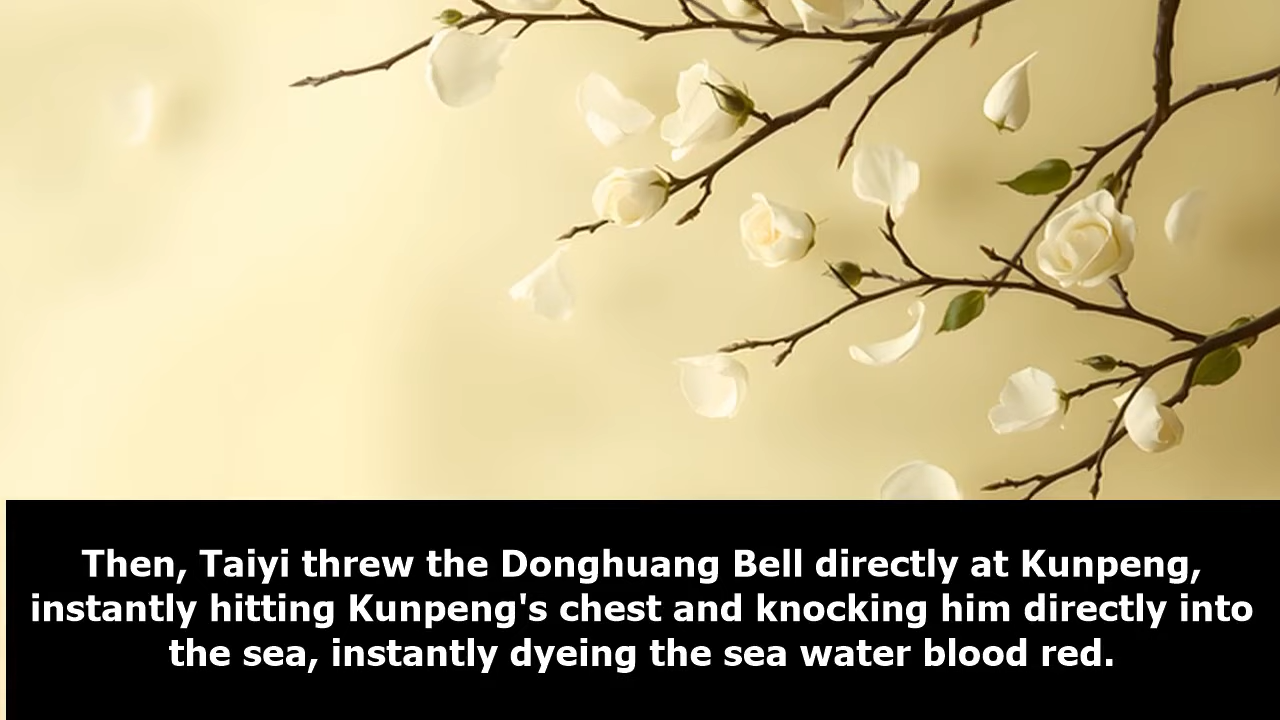 Then, Taiyi threw the Donghuang Bell directly at Kunpeng,
instantly hitting Kunpeng's chest and knocking him directly into
the sea, instantly dyeing the sea water blood red.